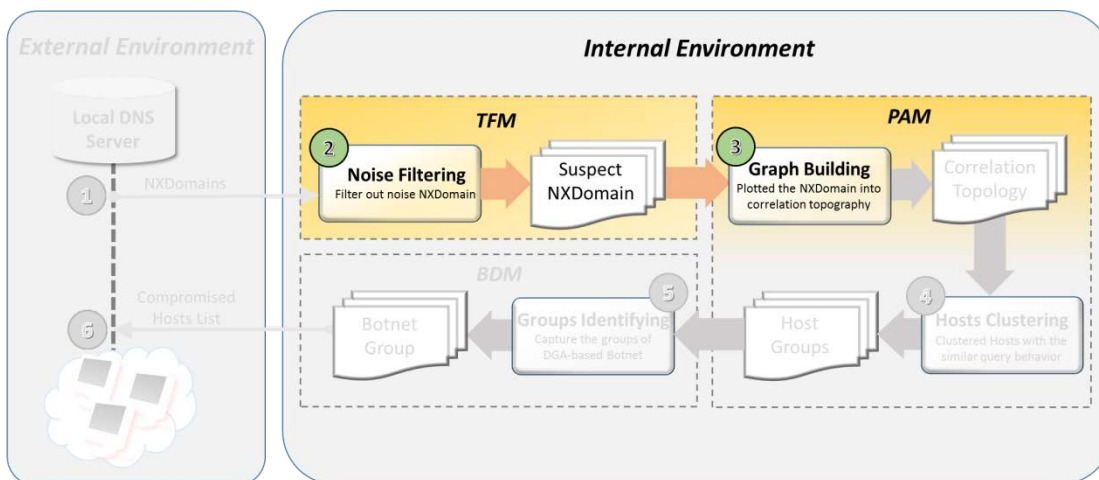 External Environment
Local DNS
Server
1
NXDomains
Compromised
Hosts List
6
Internal Environment
TFM
2
Noise Filtering
Filter out noise NXDomain
Suspect
NXDomain
PAM
3
Graph Building
Plotted the NXDomain into
correlation topography
Correlation
Topology
4
Hosts Clustering
Clustered Hosts with the
similar query behavior
Host
Groups
BDM
5
Groups Identifying
Capture the groups of
DGA-based Botnet
Botnet
Group